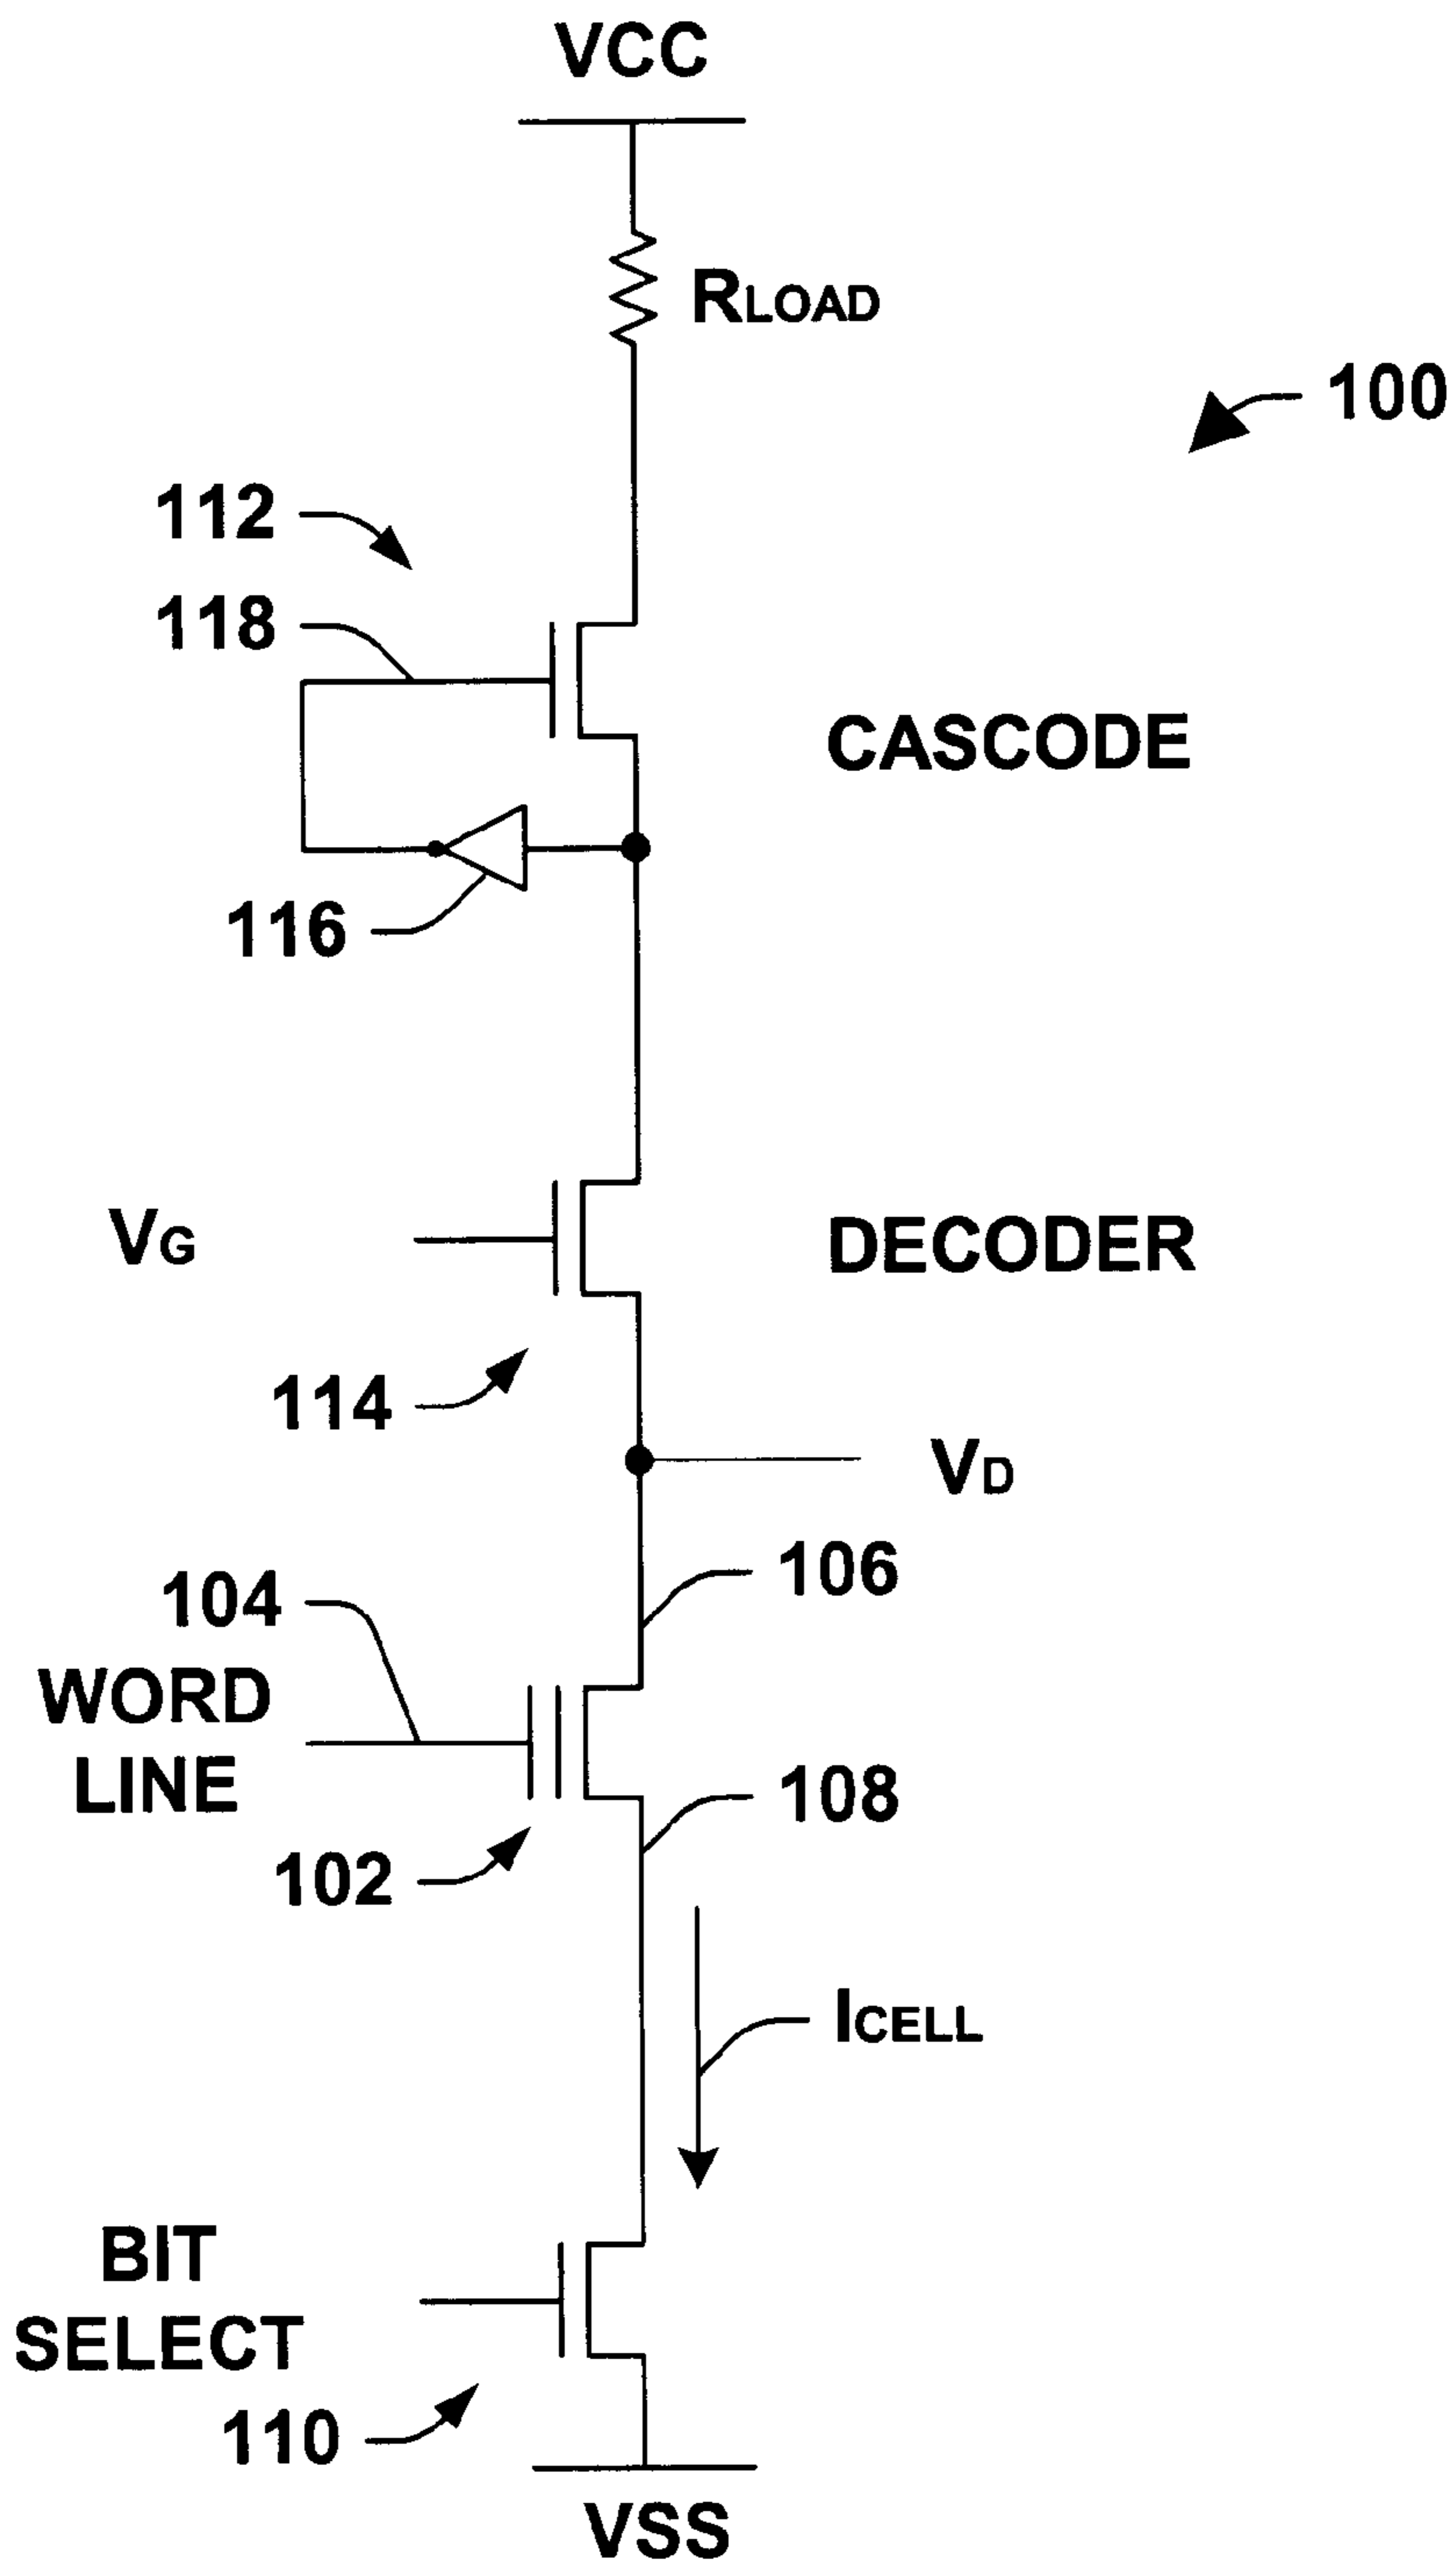 VCC
RLOAD
100
112
118
CASCODE
116
VG
DECODER
114
VD
106
104
WORD
LINE
108
102
ICELL
BIT
SELECT
110
VSS